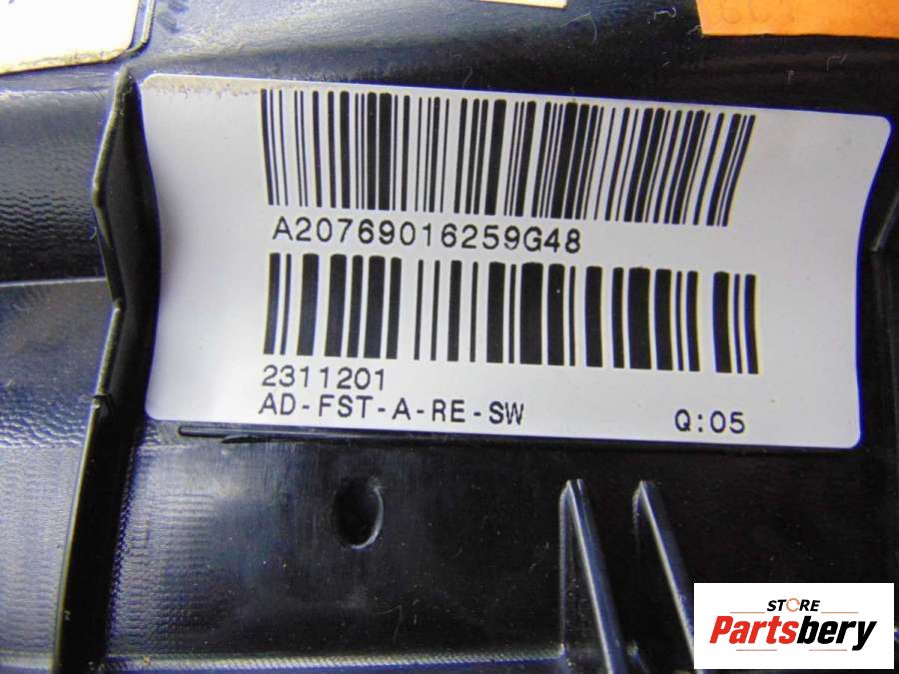 A20769016259G48
2311201
AD-FST-A-RE-SW
Q:05
STORE
Partsbery